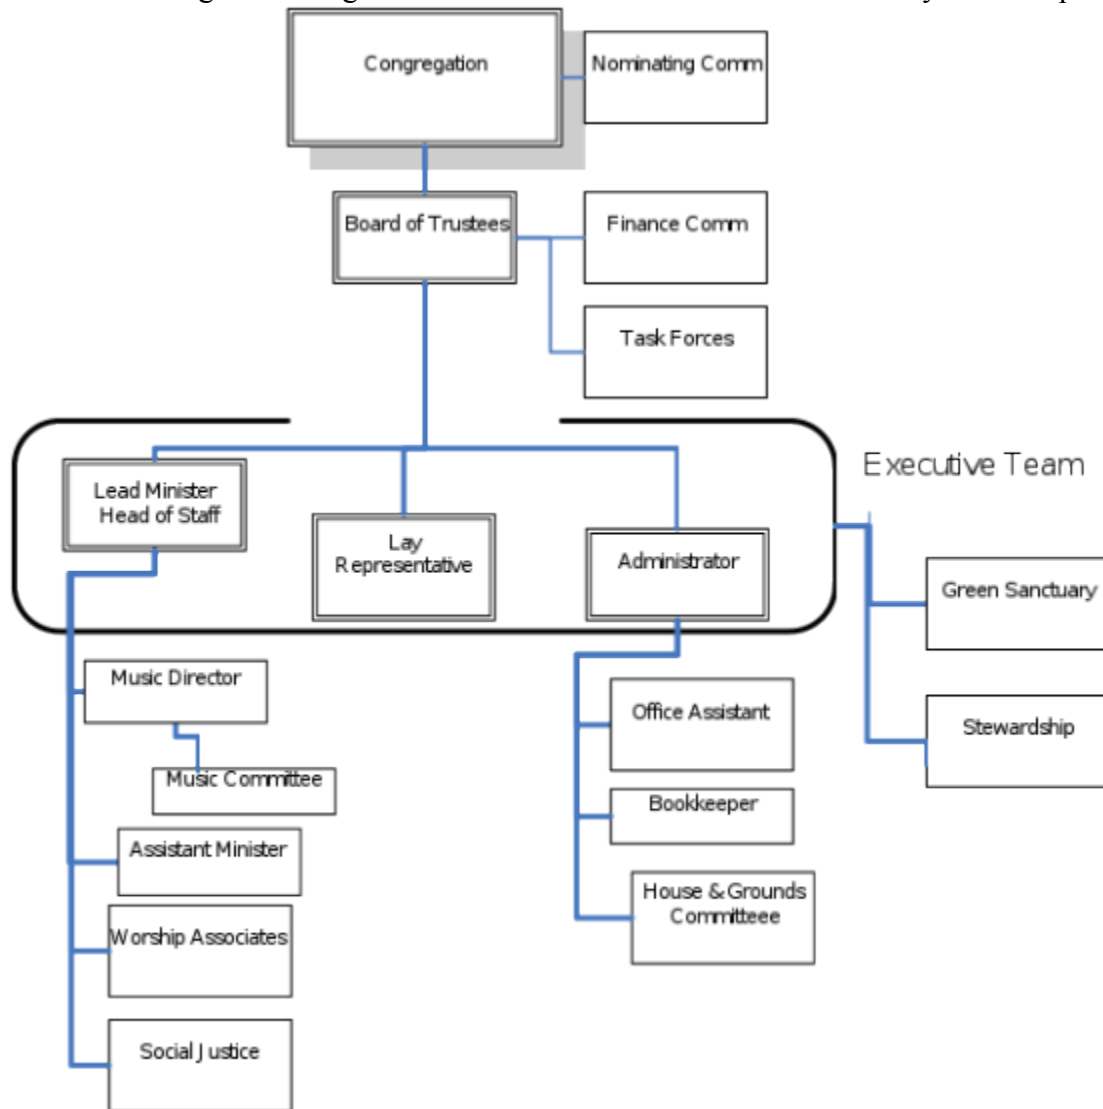 Congregation
Nominating Comm
Board of Trustees
Finance Comm
Task Forces
Executive Team
Lead Minister
Head of Staff
Lay
Representative
Administrator
Green Sanctuary
Music Director
Office Assistant
Stewardship
Music Committee
Bookkeeper
Assistant Minister
House & Grounds
Committeee
Worship Associates
Social Justice